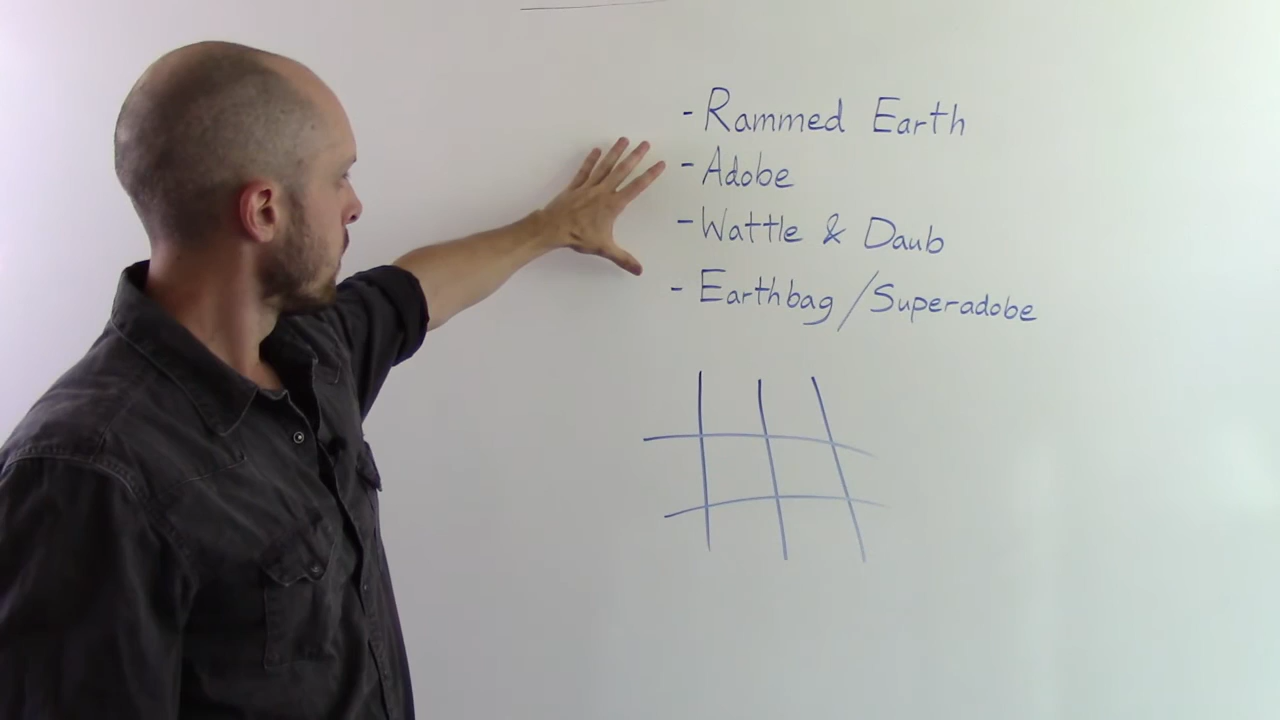 - Rammed Earth
- Adobe
- Wattle & Daub
- Earthbag / Superadobe